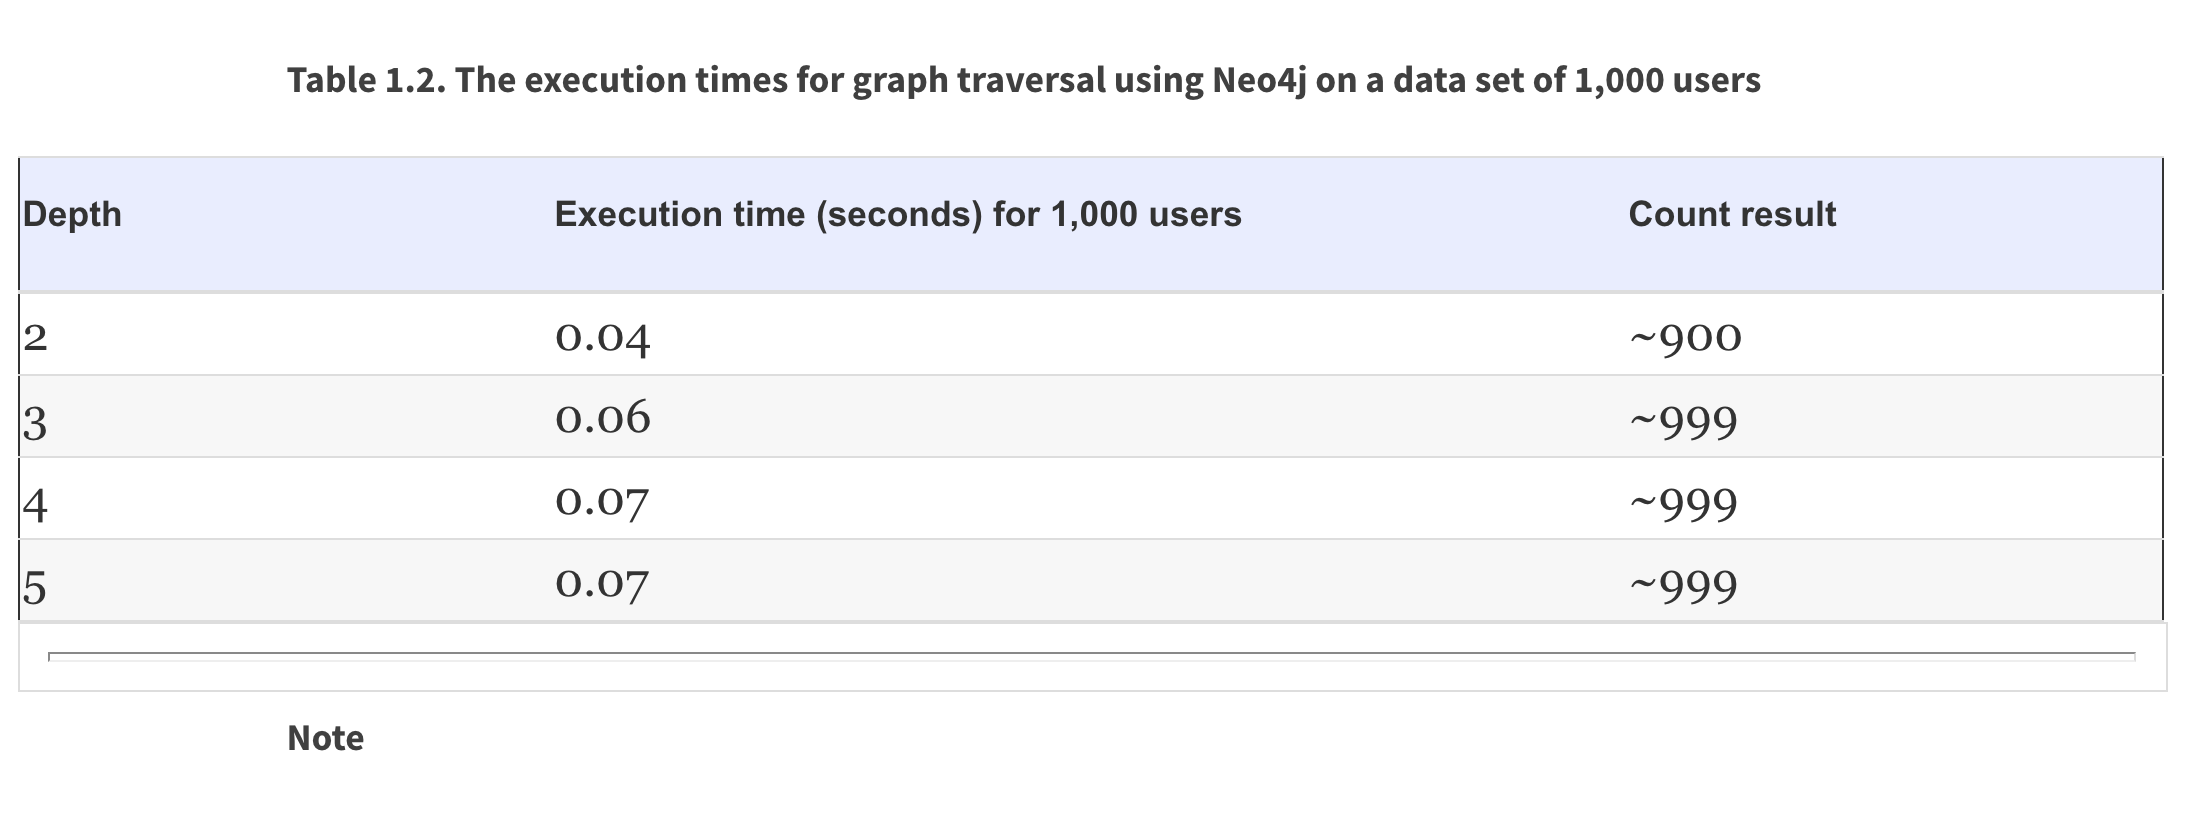 Table 1.2. The execution times for graph traversal using Neo4j on a data set of 1,000 users
Depth Execution time (seconds) for 1,000 users Count result
2 0.04 ~900
3 0.06 ~999
4 0.07 ~999
5 0.07 ~999
Note